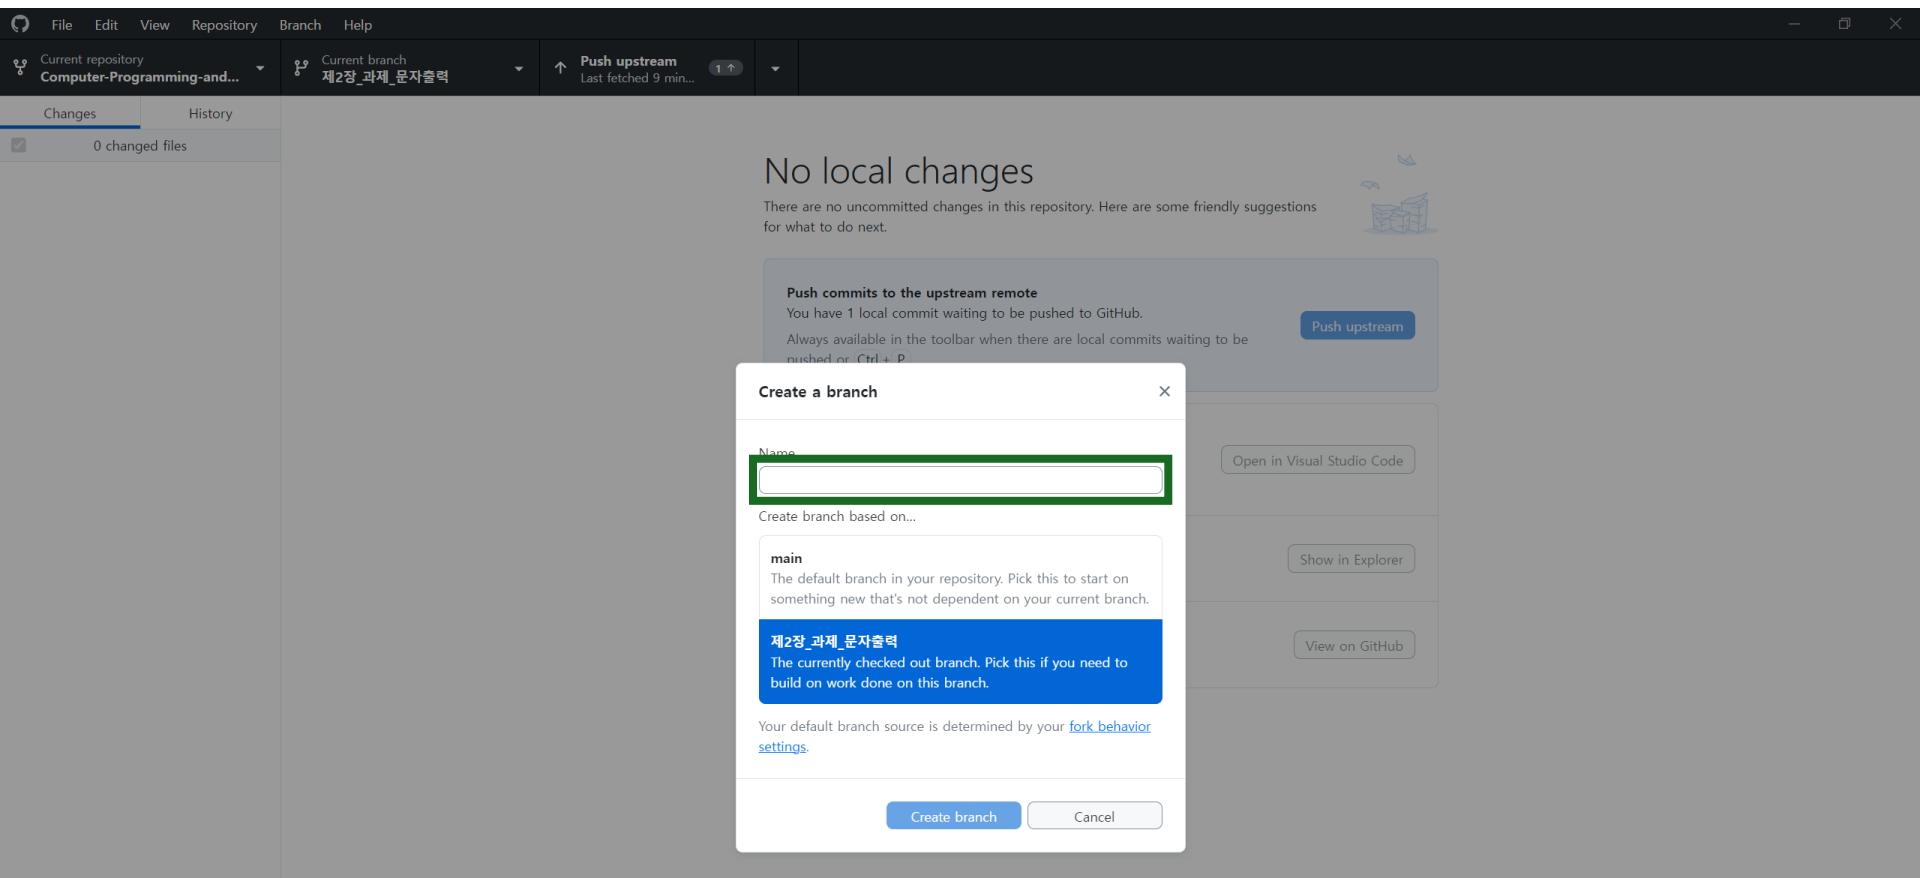 File Edit View Repository Branch Help
Current repository
Computer-Programming-and...
Current branch
제2장_과제_문자출력
Push upstream
Last fetched 9 min...
1
Changes
History
0 changed files
No local changes
There are no uncommitted changes in this repository. Here are some friendly suggestions
for what to do next.
Push commits to the upstream remote
You have 1 local commit waiting to be pushed to GitHub.
Always available in the toolbar when there are local commits waiting to be
pushed or Ctrl + P
Push upstream
Create a branch
Name
Create branch based on...
main
The default branch in your repository. Pick this to start on
something new that's not dependent on your current branch.
제2장_과제_문자출력
The currently checked out branch. Pick this if you need to
build on work done on this branch.
Your default branch source is determined by your fork behavior
settings.
Create branch
Cancel
Open in Visual Studio Code
Show in Explorer
View on GitHub